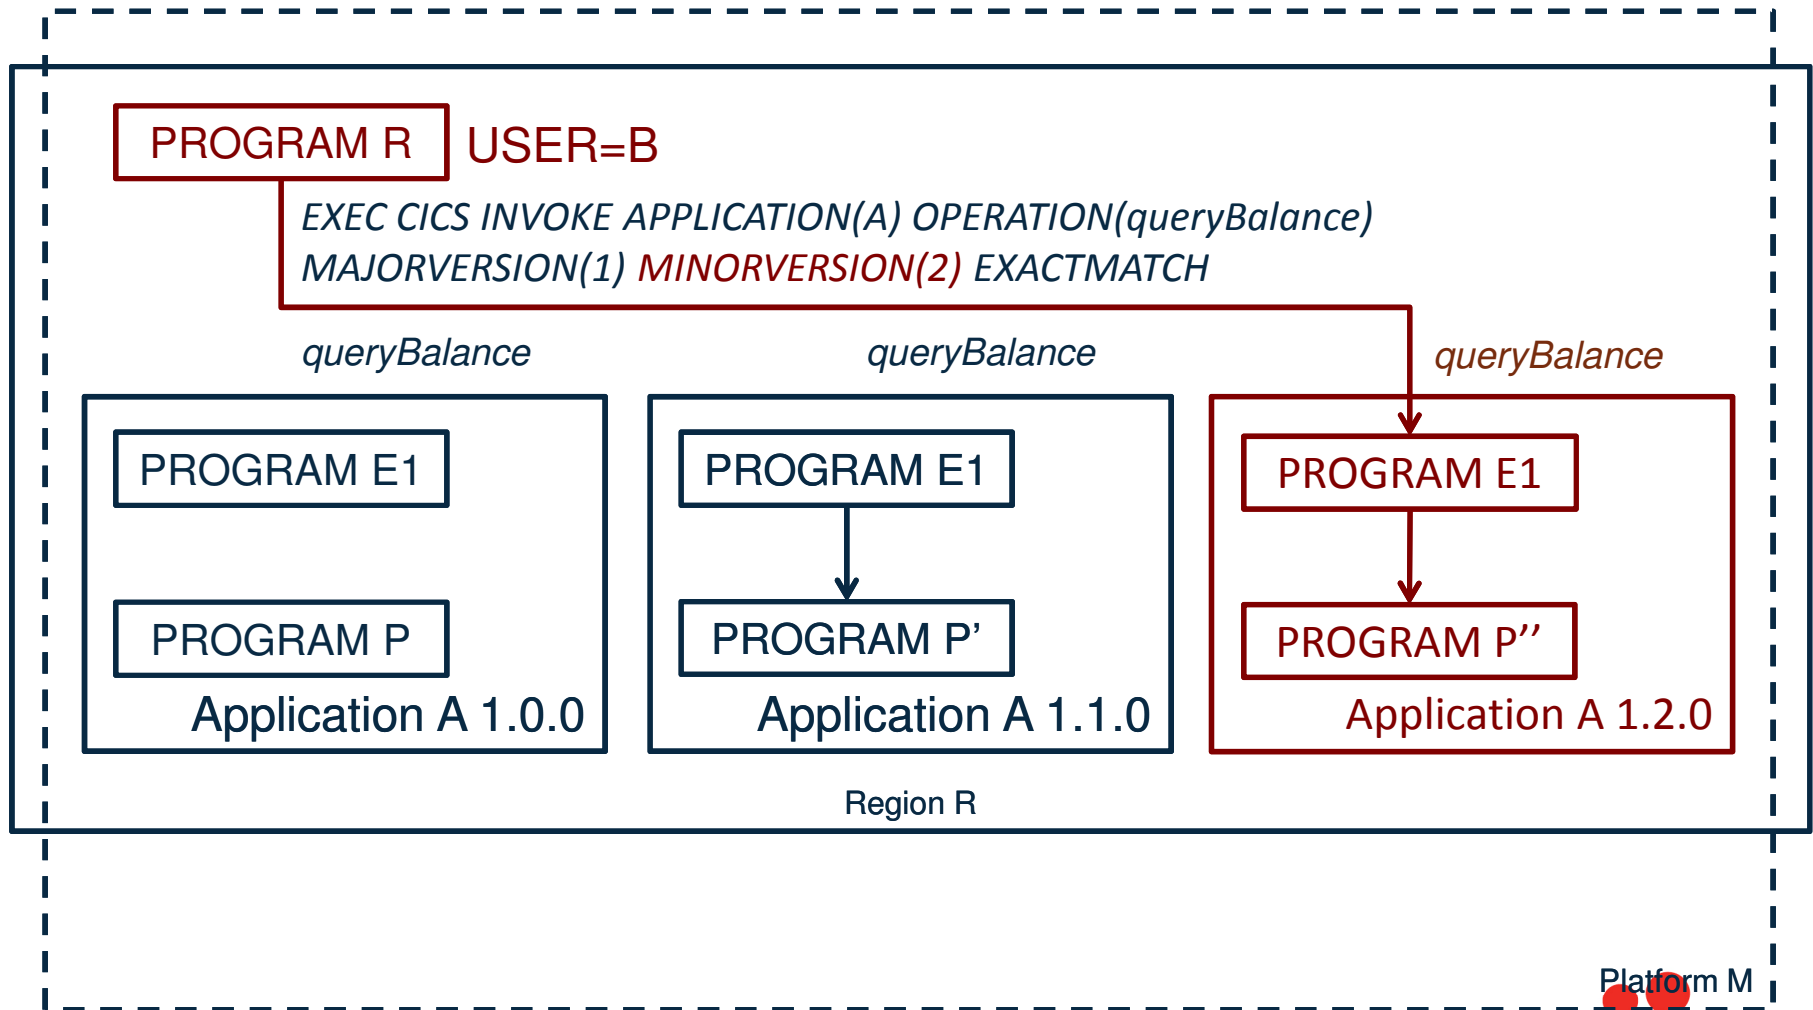 PROGRAM R USER=B
EXEC CICS INVOKE APPLICATION(A) OPERATION(queryBalance)
MAJORVERSION(1) MINORVERSION(2) EXACTMATCH
queryBalance
PROGRAM E1
PROGRAM P
Application A 1.0.0
queryBalance
PROGRAM E1
PROGRAM P’
Application A 1.1.0
queryBalance
PROGRAM E1
PROGRAM P’’
Application A 1.2.0
Region R
Platform M